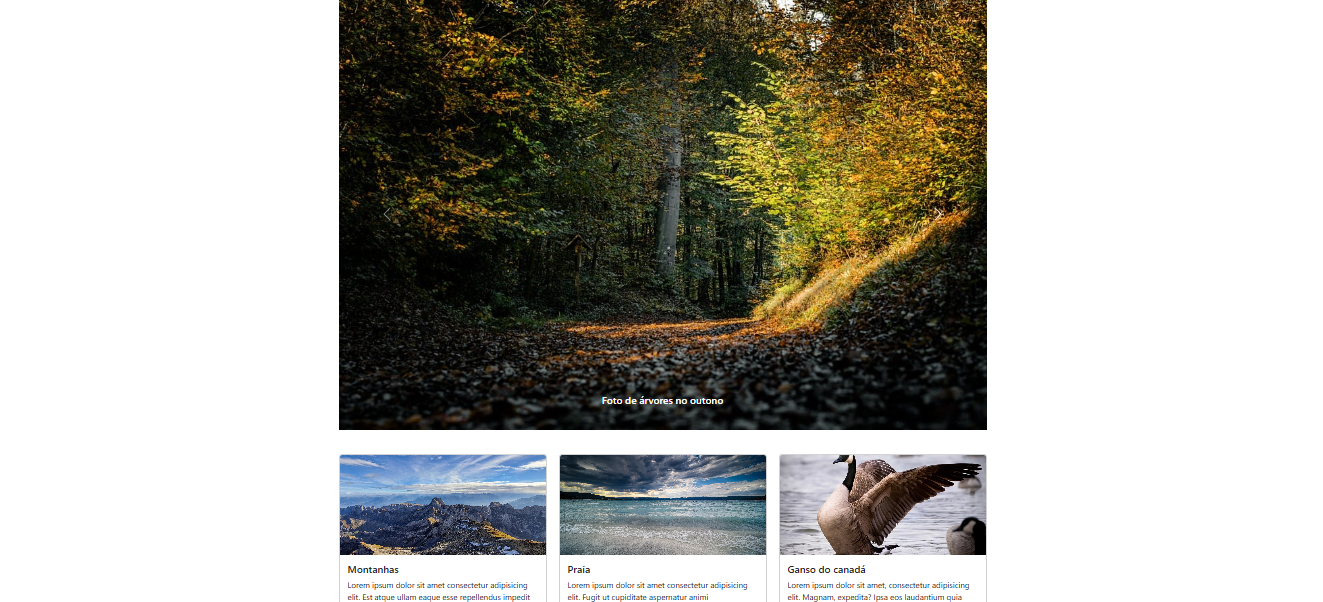 Foto de árvores no outono
Montanhas
Lorem ipsum dolor sit amet consectetur adipisicing
elit. Est atque ullam eaque esse repellendus impedit
Praia
Lorem ipsum dolor sit amet consectetur adipisicing
elit. Fugit ut cupiditate aspernatur animi
Ganso do canadá
Lorem ipsum dolor sit amet, consectetur adipisicing
elit. Magnam, expedita? Ipsa eos laudantium quia